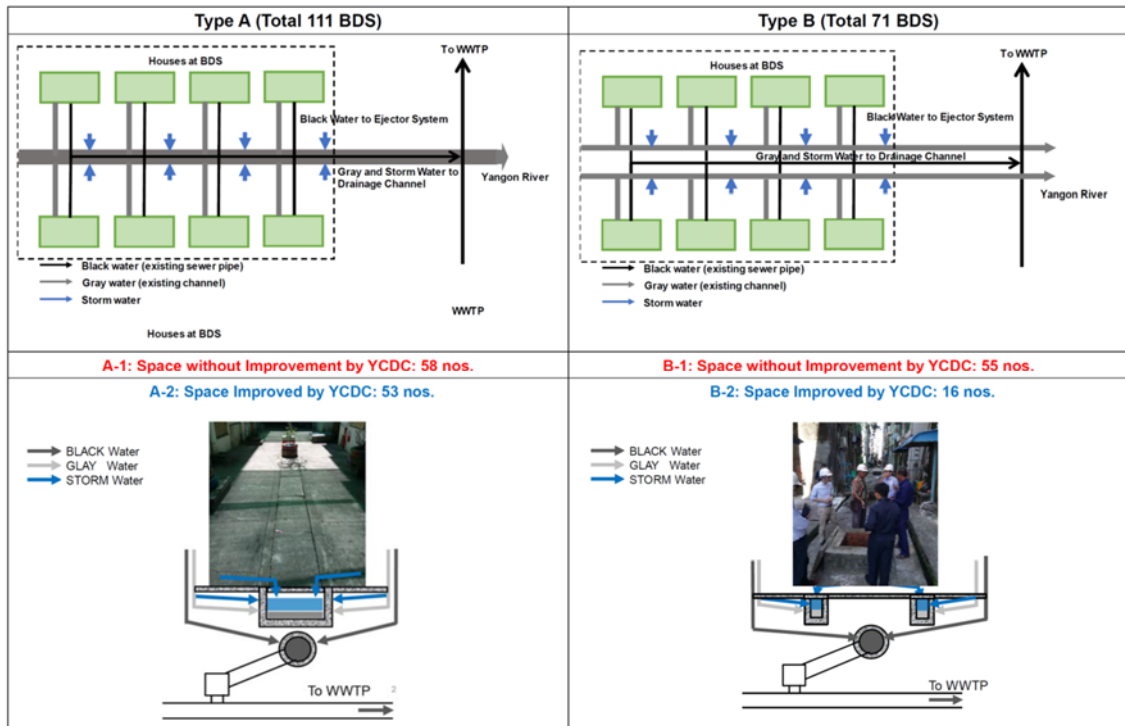 Type A (Total 111 BDS)
Houses at BDS
To WWTP
Black Water to Ejector System
Gray and Storm Water to
Drainage Channel
Yangon River
Black water (existing sewer pipe)
Gray water (existing channel)
Storm water
WWTP
Houses at BDS
Type B (Total 71 BDS)
To WWTP
Houses at BDS
Black Water to Ejector System
Gray and Storm Water to Drainage Channel
Yangon River
Black water (existing sewer pipe)
Gray water (existing channel)
Storm water
A-1: Space without Improvement by YCDC: 58 nos.
A-2: Space Improved by YCDC: 53 nos.
BLACK Water
GLAY Water
STORM Water
To WWTP 2
B-1: Space without Improvement by YCDC: 55 nos.
B-2: Space Improved by YCDC: 16 nos.
BLACK Water
GLAY Water
STORM Water
To WWTP